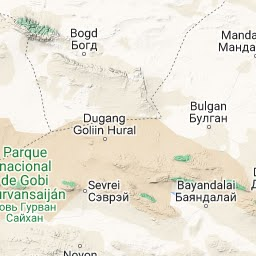 Bogd
Богд
Manda
Манда
Dugang
Goliin Hural
Bulgan
Булган
Parque
nacional
de Gobi
urvansaiján
овь Гурван
Сайхан
Sevrei
Сэврэй
Bayandalai
Баяндалай
D
Noyon